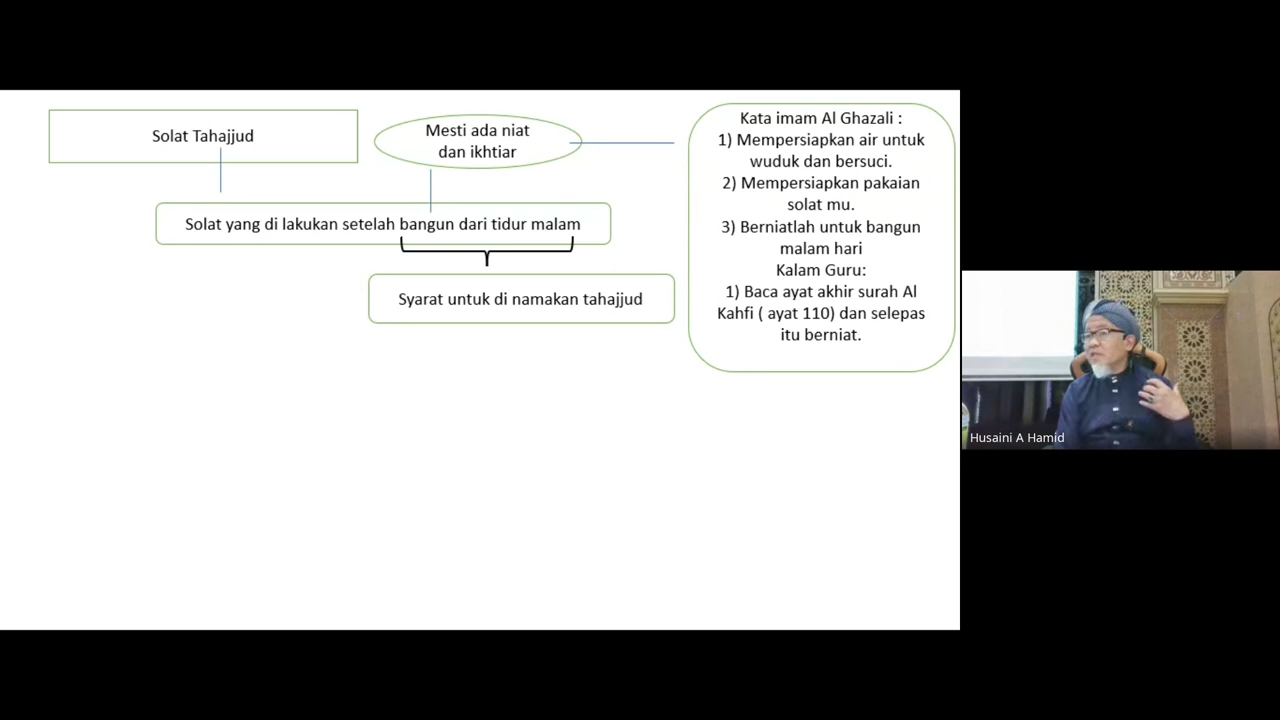 Solat Tahajjud
Mesti ada niat
dan ikhtiar
Solat yang di lakukan setelah bangun dari tidur malam
Syarat untuk di namakan tahajjud
Kata imam Al Ghazali :
1) Mempersiapkan air untuk
wuduk dan bersuci.
2) Mempersiapkan pakaian
solat mu.
3) Berniatlah untuk bangun
malam hari
Kalam Guru:
1) Baca ayat akhir surah Al
Kahfi ( ayat 110) dan selepas
itu berniat.
Husaini A Hamid